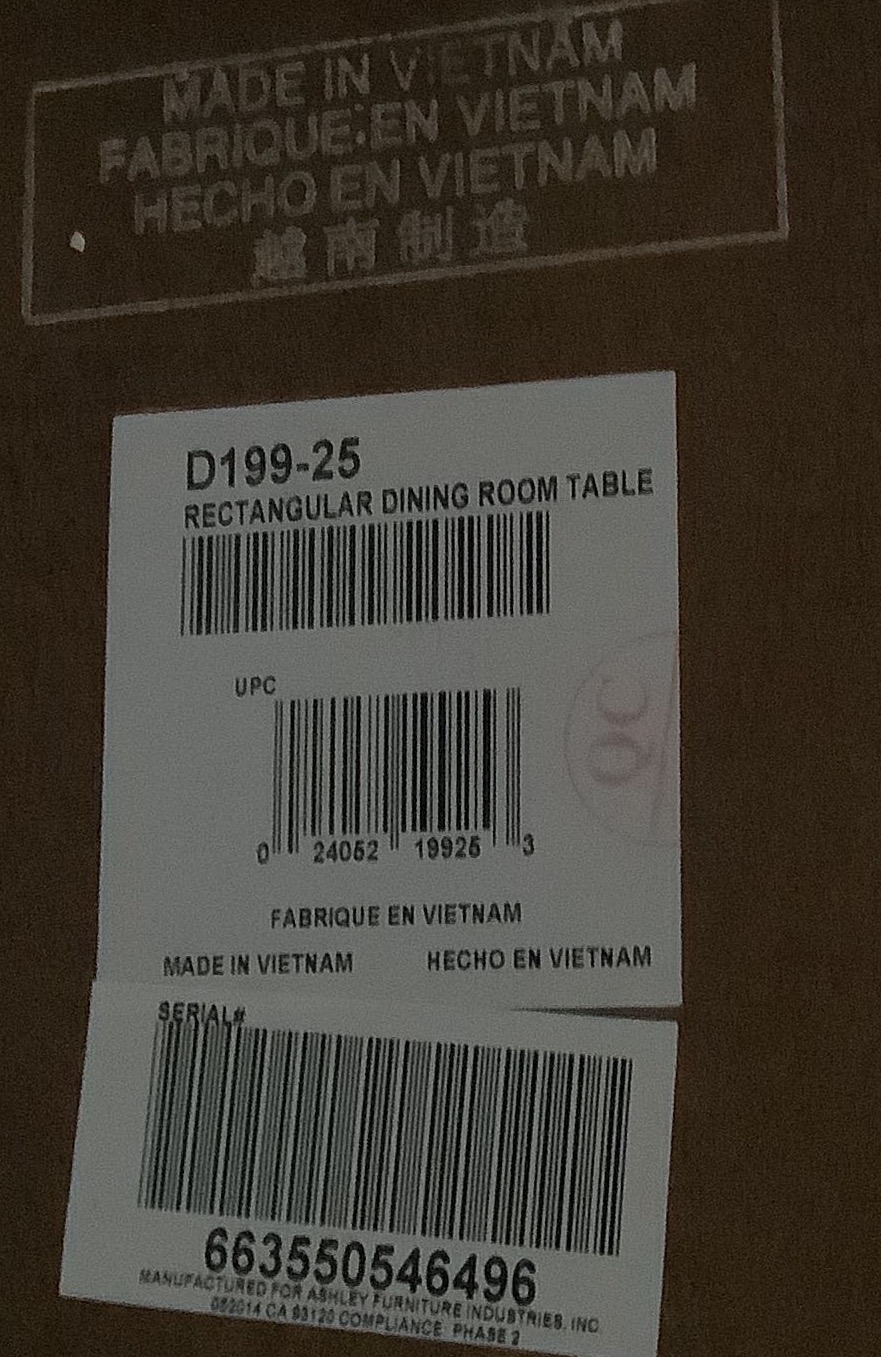 MADE IN VIETNAM
FABRIQUE:EN VIETNAM
HECHO EN VIETNAM
越南制造
D199-25
RECTANGULAR DINING ROOM TABLE
UPC
0 24052 19925 3
QC
FABRIQUE EN VIETNAM
MADE IN VIETNAM HECHO EN VIETNAM
SERIAL#
663550546496
MANUFACTURED FOR ASHLEY FURNITURE INDUSTRIES, INC
052014 CA 93120 COMPLIANCE: PHASE 2